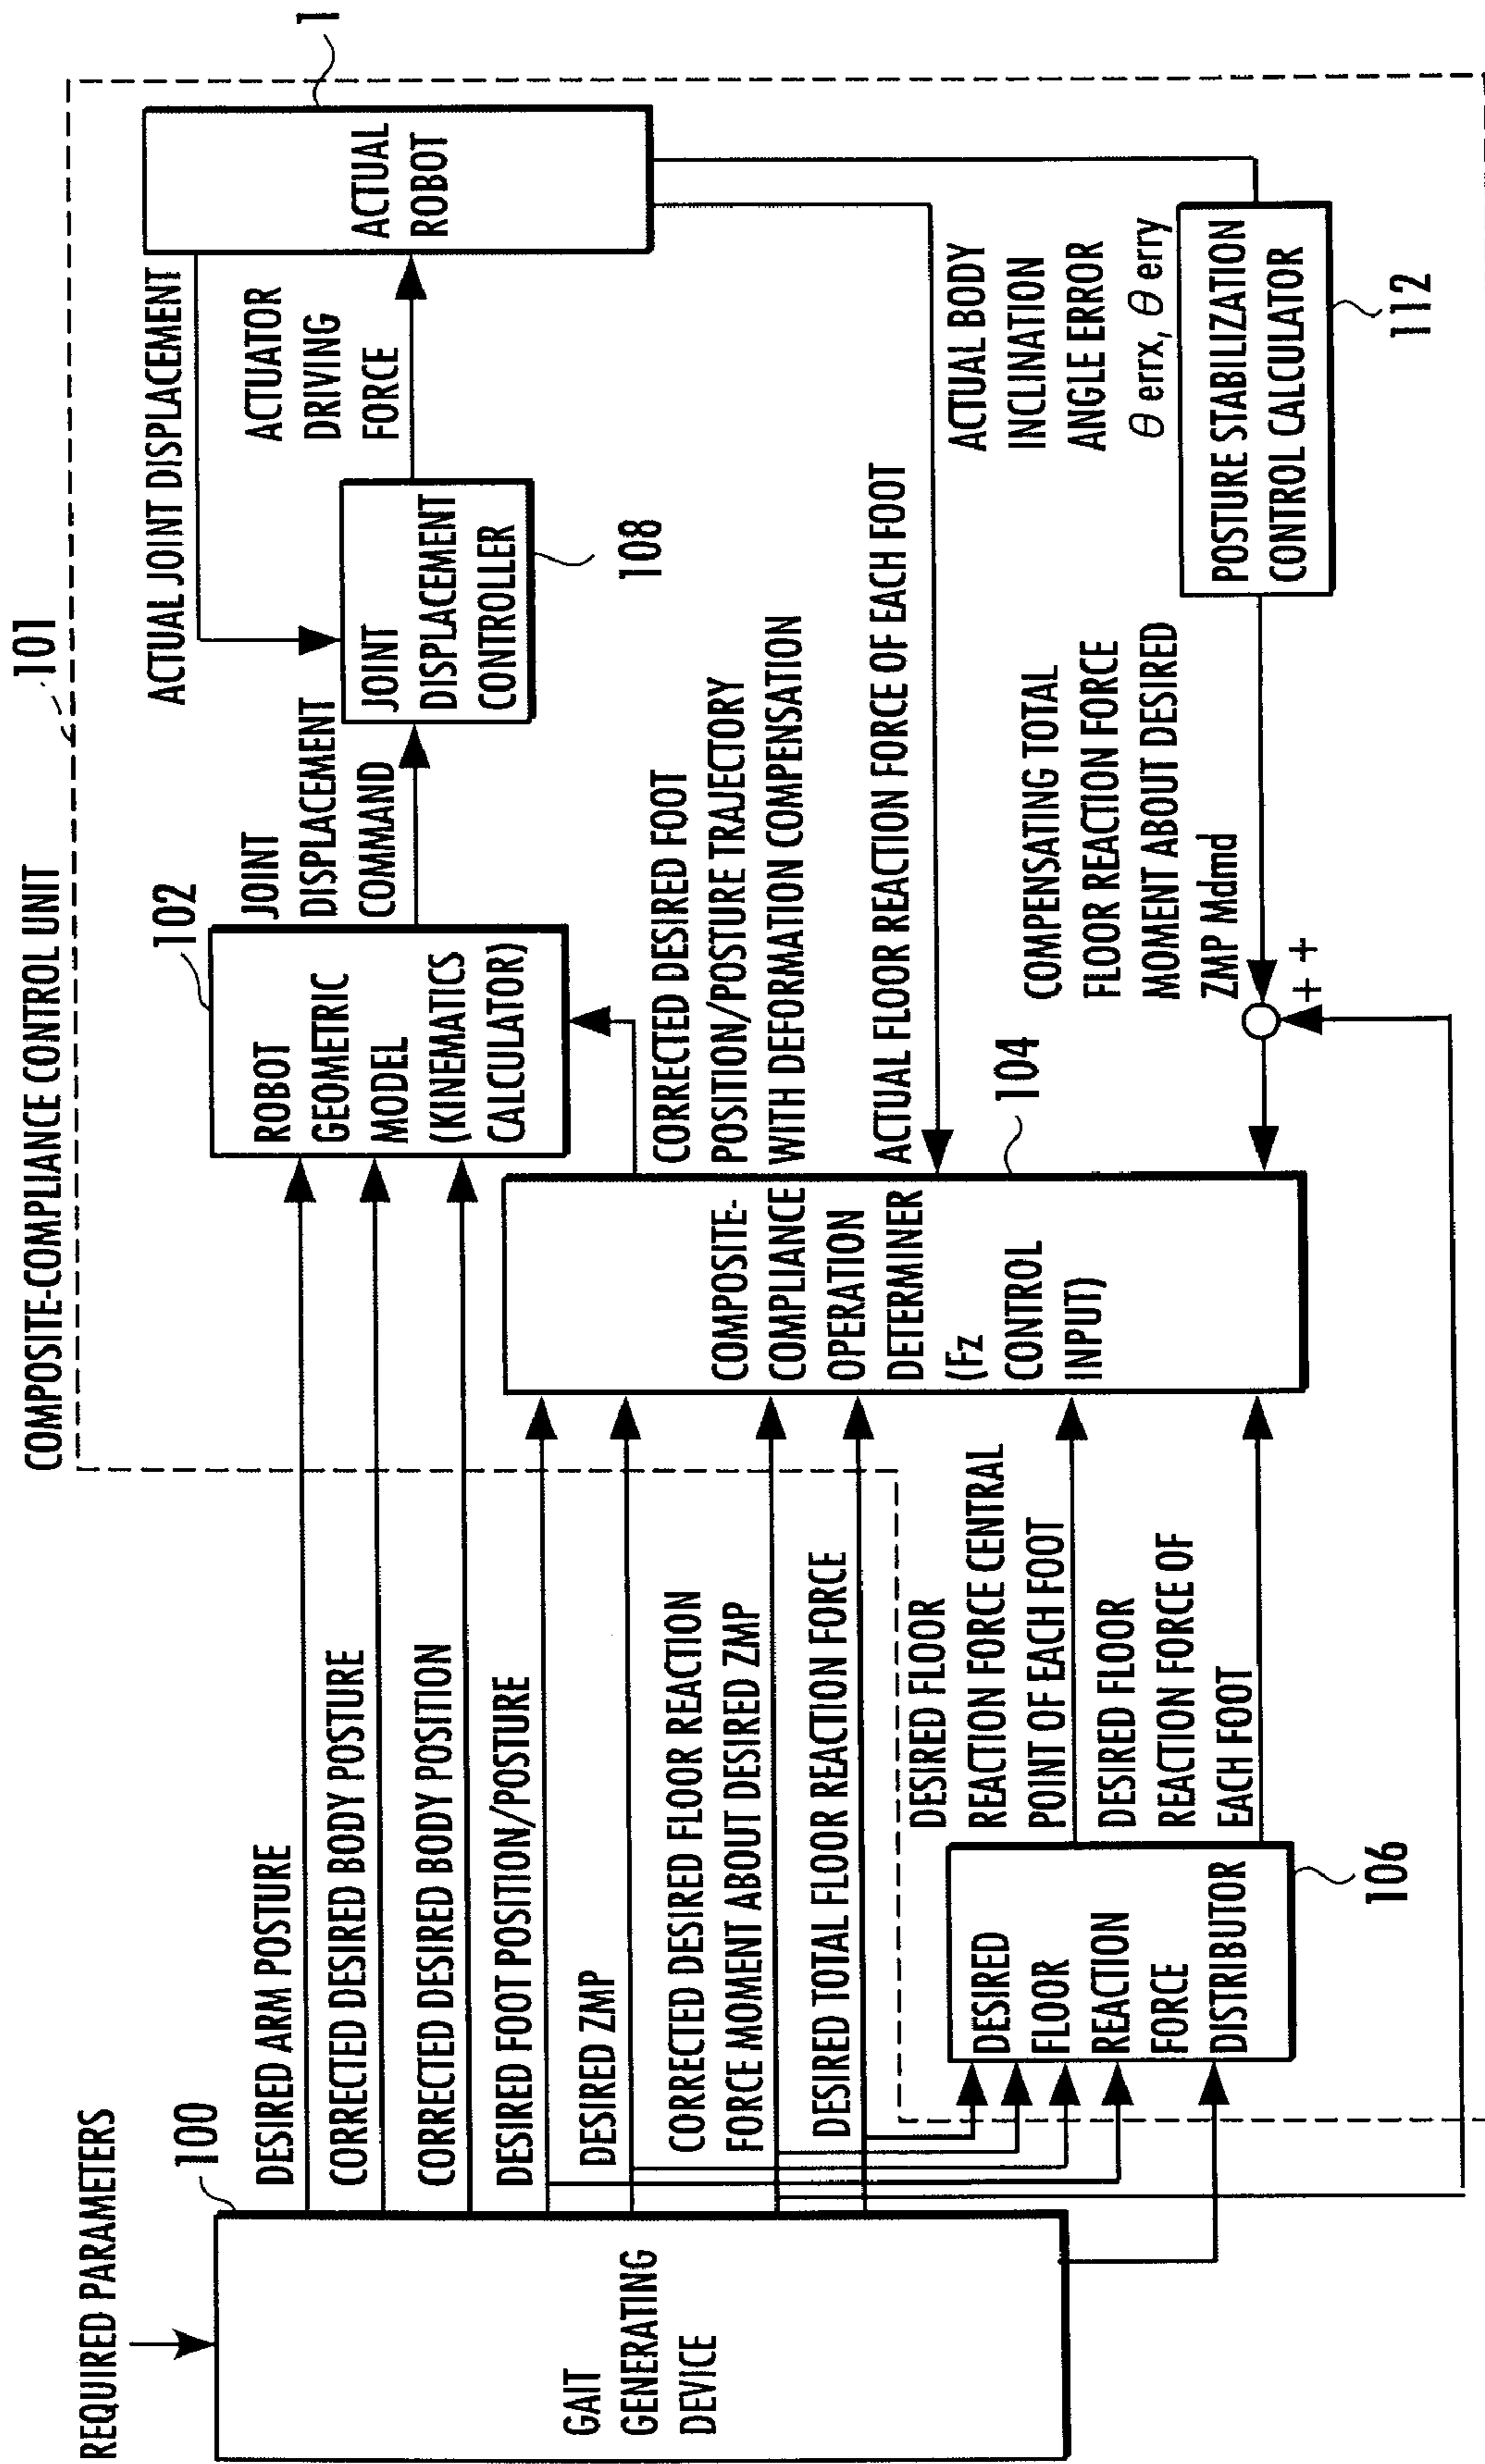 REQUIRED PARAMETERS
100
GAIT
GENERATING
DEVICE
DESIRED ARM POSTURE
CORRECTED DESIRED BODY POSTURE
CORRECTED DESIRED BODY POSITION
DESIRED FOOT POSITION/POSTURE
DESIRED ZMP
CORRECTED DESIRED FLOOR REACTION
FORCE MOMENT ABOUT DESIRED ZMP
DESIRED TOTAL FLOOR REACTION FORCE
DESIRED
FLOOR
REACTION
FORCE
DISTRIBUTOR
106
DESIRED FLOOR
REACTION FORCE CENTRAL
POINT OF EACH FOOT
DESIRED FLOOR
REACTION FORCE OF
EACH FOOT
COMPOSITE-COMPLIANCE CONTROL UNIT
101
102
ROBOT
GEOMETRIC
MODEL
(KINEMATICS
CALCULATOR)
COMPOSITE-
COMPLIANCE
OPERATION
DETERMINER
(Fz
CONTROL
INPUT)
104
JOINT
DISPLACEMENT
COMMAND
CORRECTED DESIRED FOOT
POSITION/POSTURE TRAJECTORY
WITH DEFORMATION COMPENSATION
ACTUAL FLOOR REACTION FORCE OF EACH FOOT
COMPENSATING TOTAL
FLOOR REACTION FORCE
MOMENT ABOUT DESIRED
ZMP Mdmd
+ +
JOINT
DISPLACEMENT
CONTROLLER
108
ACTUAL JOINT DISPLACEMENT
ACTUATOR
DRIVING
FORCE
ACTUAL
ROBOT
1
ACTUAL BODY
INCLINATION
ANGLE ERROR
θ errx, θ erry
POSTURE STABILIZATION
CONTROL CALCULATOR
112